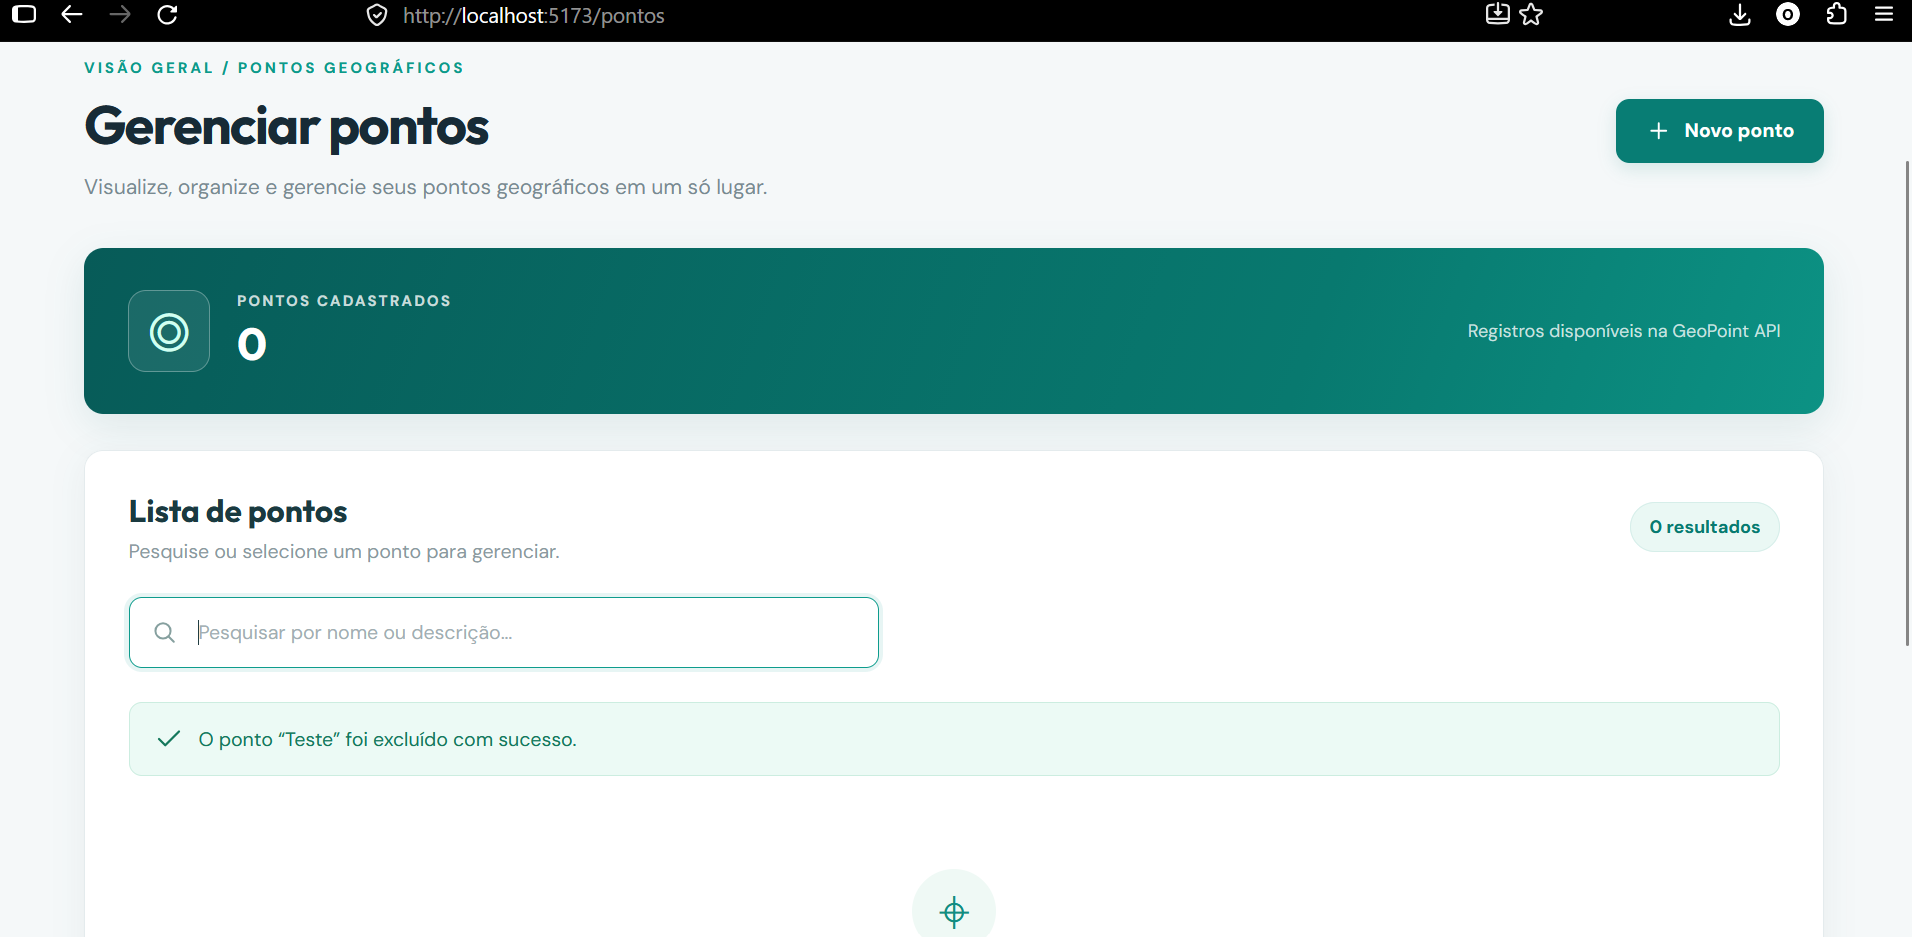 http://localhost:5173/pontos
VISÃO GERAL / PONTOS GEOGRÁFICOS
Gerenciar pontos
Novo ponto
Visualize, organize e gerencie seus pontos geográficos em um só lugar.
PONTOS CADASTRADOS
0
Registros disponíveis na GeoPoint API
Lista de pontos
0 resultados
Pesquise ou selecione um ponto para gerenciar.
Pesquisar por nome ou descrição...
O ponto “Teste” foi excluído com sucesso.